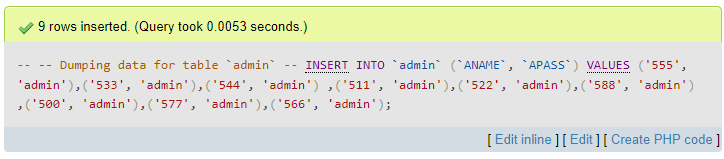 9 rows inserted. (Query took 0.0053 seconds.)
-- -- Dumping data for table `admin` -- INSERT INTO `admin` (`ANAME`, `APASS`) VALUES ('555',
'admin'),('533', 'admin'),('544', 'admin') ,('511', 'admin'),('522', 'admin'),('588', 'admin')
,('500', 'admin'),('577', 'admin'),('566', 'admin');
[ Edit inline ] [ Edit ] [ Create PHP code ]